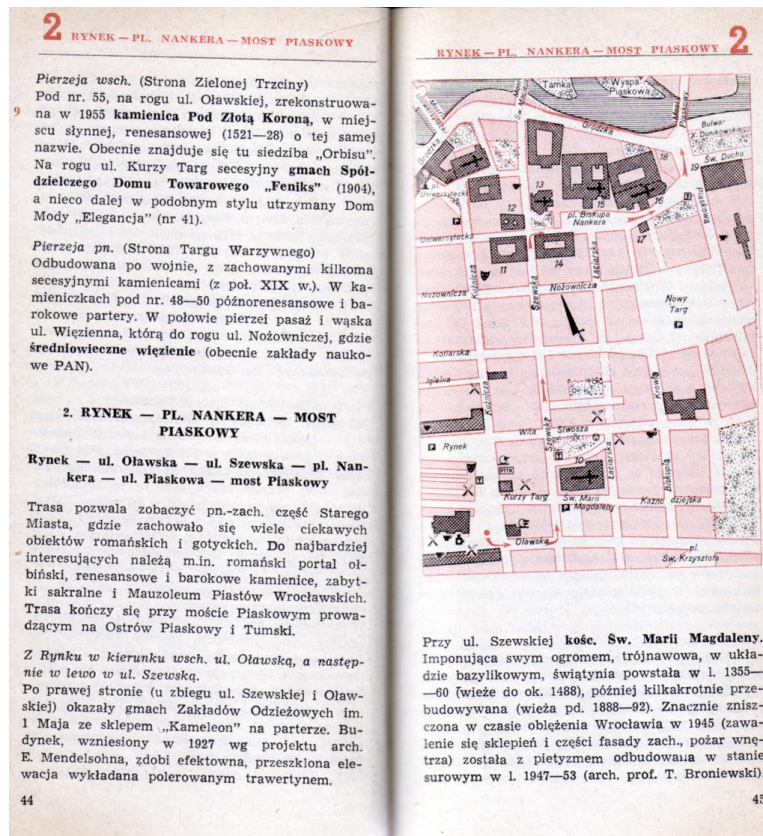 2 RYNEK — PL. NANKERA — MOST PIASKOWY
Pierzeja wsch. (Strona Zielonej Trzciny)
9
Pod nr. 55, na rogu ul. Oławskiej, zrekonstruowa-
na w 1955 kamienica Pod Złotą Koroną, w miej-
scu słynnej, renesansowej (1521—28) o tej samej
nazwie. Obecnie znajduje się tu siedziba „Orbisu”.
Na rogu ul. Kurzy Targ secesyjny gmach Spół-
dzielczego Domu Towarowego „Feniks” (1904),
a nieco dalej w podobnym stylu utrzymany Dom
Mody „Elegancja” (nr 41).
Pierzeja pn. (Strona Targu Warzywnego)
Odbudowana po wojnie, z zachowanymi kilkoma
secesyjnymi kamienicami (z poł. XIX w.). W ka-
mieniczkach pod nr. 48—50 późnorenesansowe i ba-
rokowe partery. W połowie pierzei pasaż i wąska
ul. Więzienna, którą do rogu ul. Nożowniczej, gdzie
średniowieczne więzienie (obecnie zakłady nauko-
we PAN).
2. RYNEK — PL. NANKERA — MOST
PIASKOWY
Rynek — ul. Oławska — ul. Szewska — pl. Nan-
kera — ul. Piaskowa — most Piaskowy
Trasa pozwala zobaczyć pn.-zach. część Starego
Miasta, gdzie zachowało się wiele ciekawych
obiektów romańskich i gotyckich. Do najbardziej
interesujących należą m.in. romański portal oł-
biński, renesansowe i barokowe kamienice, zabyt-
ki sakralne i Mauzoleum Piastów Wrocławskich.
Trasa kończy się przy moście Piaskowym prowa-
dzącym na Ostrów Piaskowy i Tumski.
Z Rynku w kierunku wsch. ul. Oławską, a następ-
nie w lewo w ul. Szewską.
Po prawej stronie (u zbiegu ul. Szewskiej i Oław-
skiej) okazały gmach Zakładów Odzieżowych im.
1 Maja ze sklepem „Kameleon” na parterze. Bu-
dynek, wzniesiony w 1927 wg projektu arch.
E. Mendelsohna, zdobi efektowna, przeszklona ele-
wacja wykładana polerowanym trawertynem.
44
RYNEK — PL. NANKERA — MOST PIASKOWY 2
Tamka
Wyspa
Piaskowa
Most
Piaskowy
Bulwar
X. Dunikowskiego
Grodzka
Grodzka
Św. Ducha
18
19
13
15
16
12
Uniwersytecki
pl. Biskupa
Nankera
Piaskowa
17
Uniwersytecka
11
14
Łaciarska
Kuźnicza
Szewska
Nożownicza
Nożownicza
Nowy
Targ
Kotlarska
Igielna
Kuźnicza
Krowia
Szewska
Wita
Stwosza
Rynek
10
Łaciarska
Biskupia
Kurzy Targ
Św. Marii
Magdaleny
Kaznodziejska
Oławska
pl.
Św. Krzysztofa
Przy ul. Szewskiej kośc. Św. Marii Magdaleny.
Imponująca swym ogromem, trójnawowa, w ukła-
dzie bazylikowym, świątynia powstała w l. 1355—
—60 (wieże do ok. 1488), później kilkakrotnie prze-
budowywana (wieża pd. 1888—92). Znacznie znisz-
czona w czasie oblężenia Wrocławia w 1945 (zawa-
lenie się sklepień i części fasady zach., pożar wnę-
trza) została z pietyzmem odbudowana w stanie
surowym w l. 1947—53 (arch. prof. T. Broniewski).